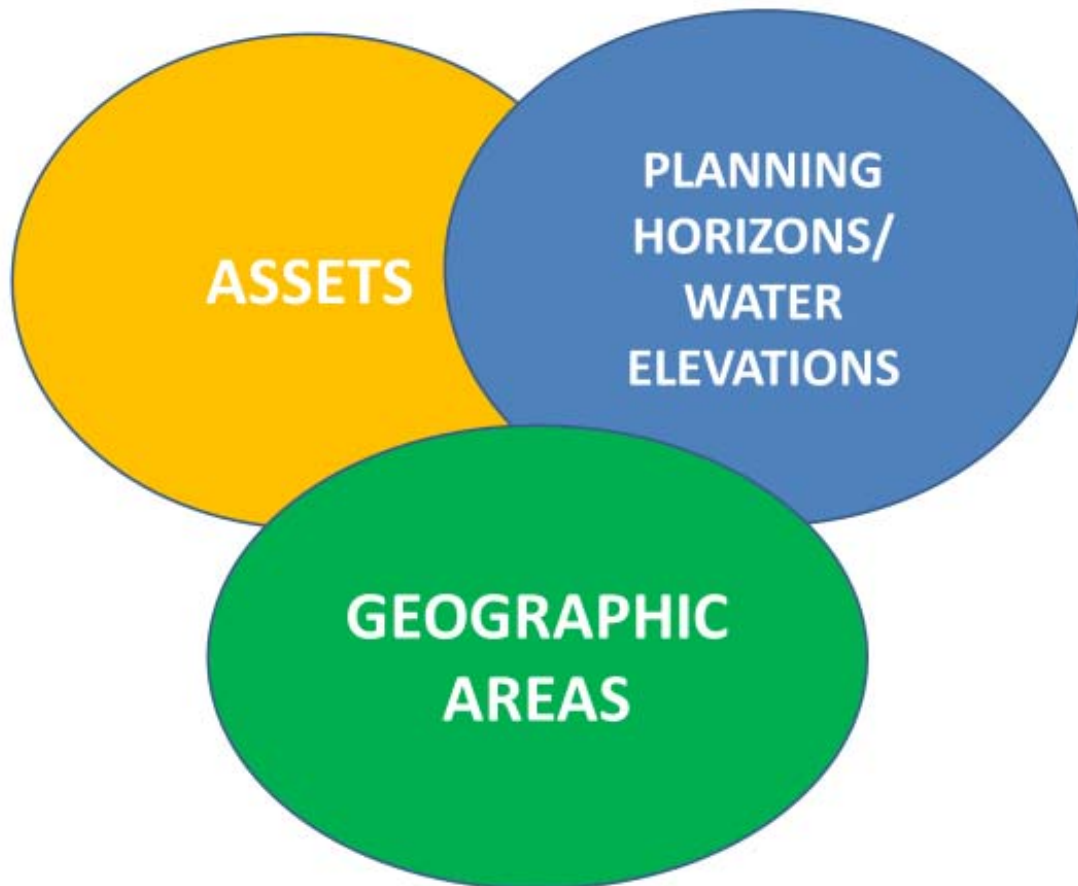 ASSETS
PLANNING
HORIZONS/
WATER
ELEVATIONS
GEOGRAPHIC
AREAS